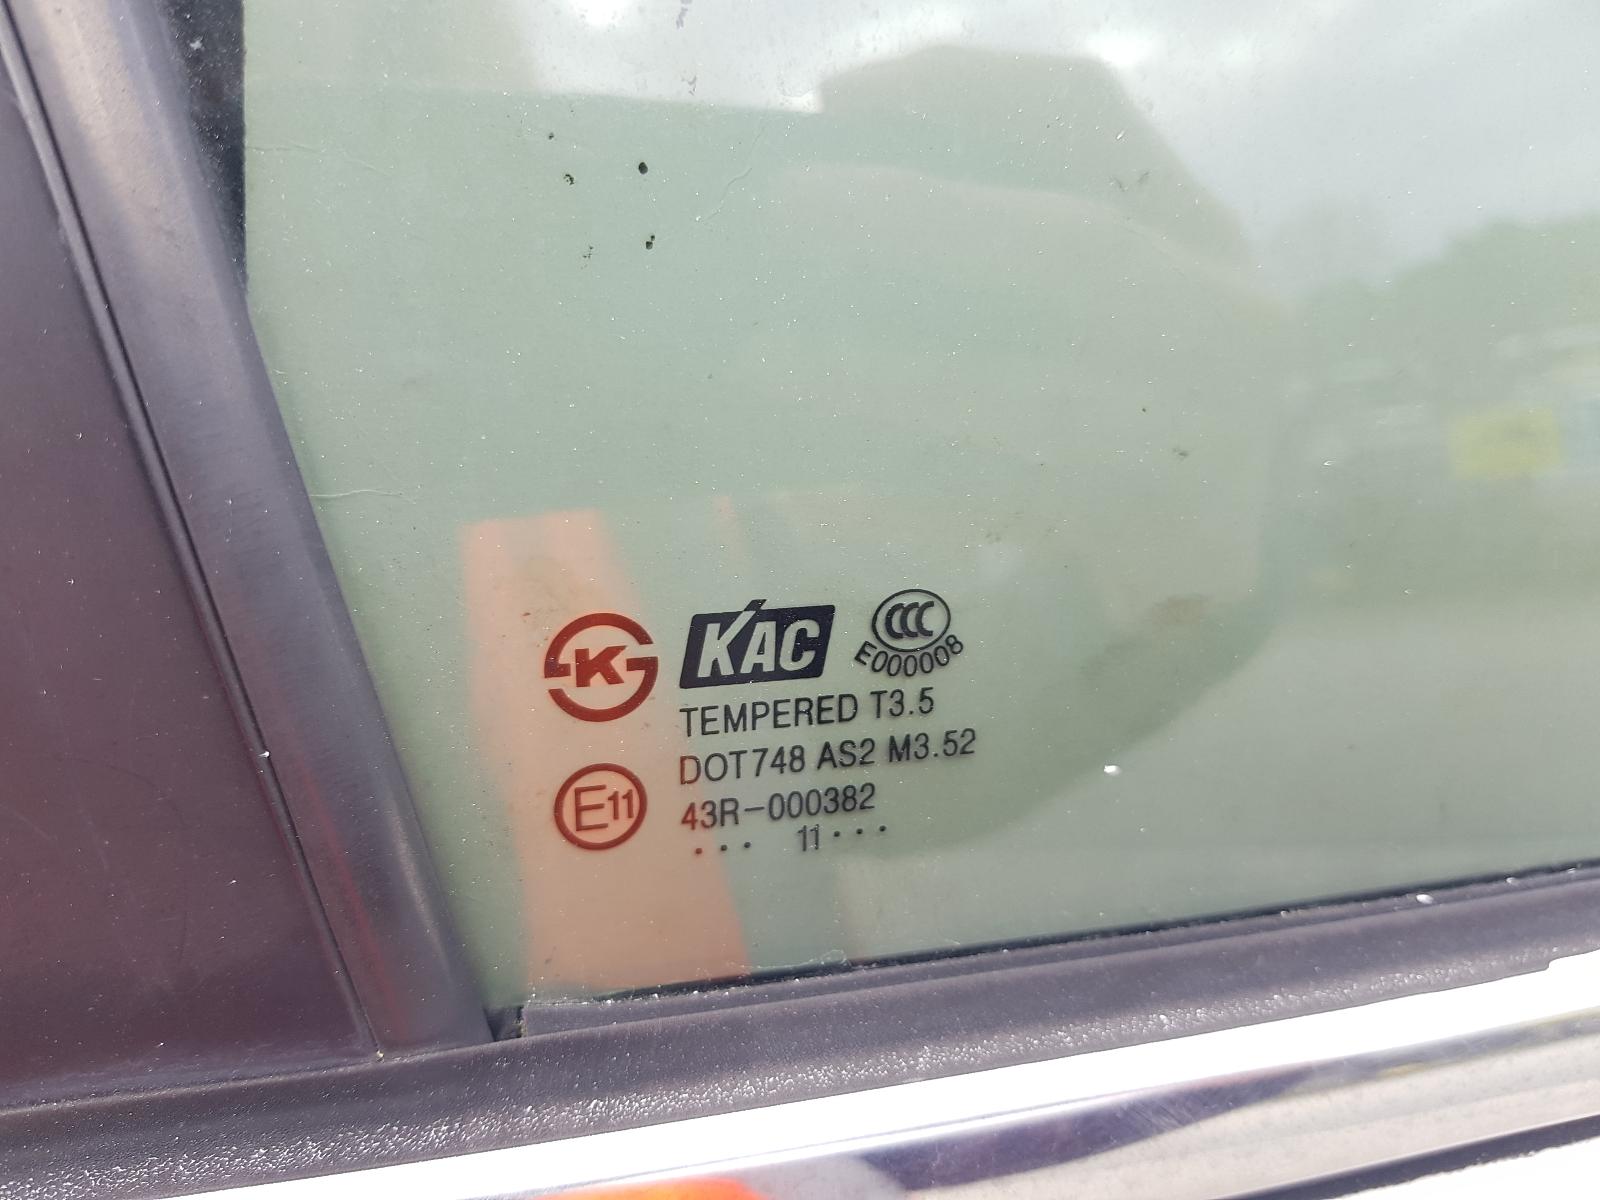 K KAC CCC
E000008
TEMPERED T3.5
DOT748 AS2 M3.52
E11 43R-000382
... 11 ...